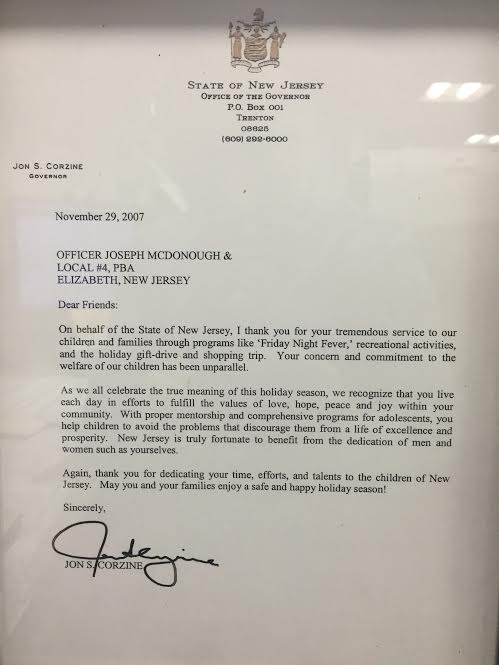 STATE OF NEW JERSEY
OFFICE OF THE GOVERNOR
P.O. BOX 001
TRENTON
08625
(609) 292-6000
JON S. CORZINE
GOVERNOR
November 29, 2007
OFFICER JOSEPH MCDONOUGH &
LOCAL #4, PBA
ELIZABETH, NEW JERSEY
Dear Friends:
On behalf of the State of New Jersey, I thank you for your tremendous service to our
children and families through programs like 'Friday Night Fever,' recreational activities,
and the holiday gift-drive and shopping trip. Your concern and commitment to the
welfare of our children has been unparallel.
As we all celebrate the true meaning of this holiday season, we recognize that you live
each day in efforts to fulfill the values of love, hope, peace and joy within your
community. With proper mentorship and comprehensive programs for adolescents, you
help children to avoid the problems that discourage them from a life of excellence and
prosperity. New Jersey is truly fortunate to benefit from the dedication of men and
women such as yourselves.
Again, thank you for dedicating your time, efforts, and talents to the children of New
Jersey. May you and your families enjoy a safe and happy holiday season!
Sincerely,
Jon S Corzine
JON S. CORZINE